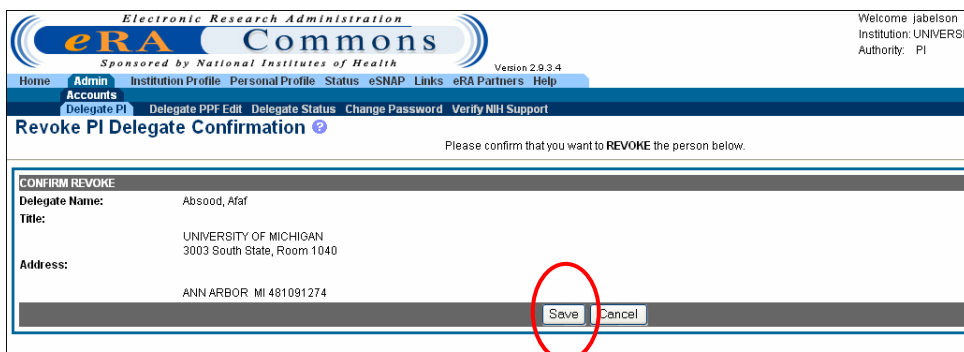 Electronic Research Administration
eRA Commons
Sponsored by National Institutes of Health
Version 2.9.3.4
Welcome jabelson
Institution: UNIVERSI
Authority: PI
Home Admin Institution Profile Personal Profile Status eSNAP Links eRA Partners Help
Accounts
Delegate PI Delegate PPF Edit Delegate Status Change Password Verify NIH Support
Revoke PI Delegate Confirmation ?
Please confirm that you want to REVOKE the person below.
CONFIRM REVOKE
Delegate Name: Absood, Afaf
Title:
UNIVERSITY OF MICHIGAN
3003 South State, Room 1040
Address:
ANN ARBOR MI 481091274
Save Cancel